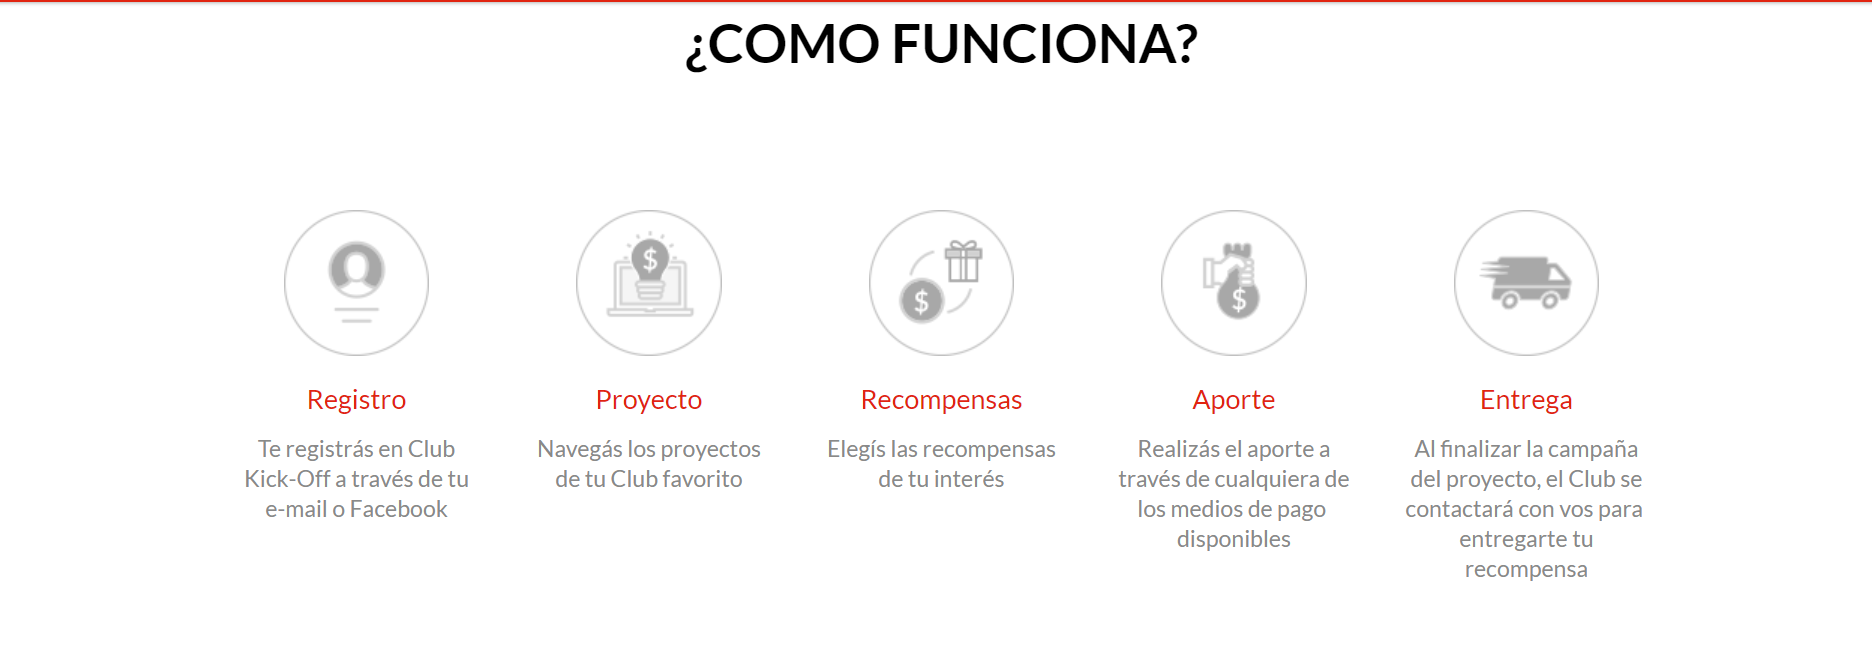 ¿COMO FUNCIONA?
Registro
Te registrás en Club
Kick-Off a través de tu
e-mail o Facebook
Proyecto
Navegás los proyectos
de tu Club favorito
Recompensas
Elegís las recompensas
de tu interés
Aporte
Realizás el aporte a
través de cualquiera de
los medios de pago
disponibles
Entrega
Al finalizar la campaña
del proyecto, el Club se
contactará con vos para
entregarte tu
recompensa